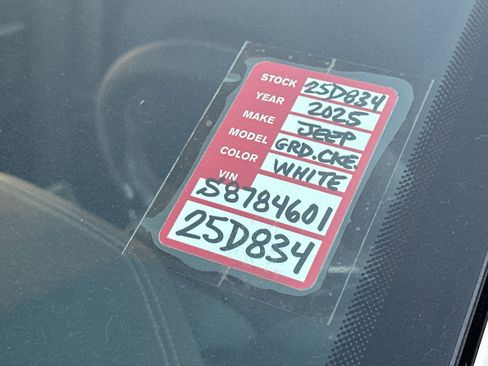 STOCK 25D834
YEAR 2025
MAKE JEEP
MODEL GRD.CKE.
COLOR WHITE
VIN
S8784601
25D834